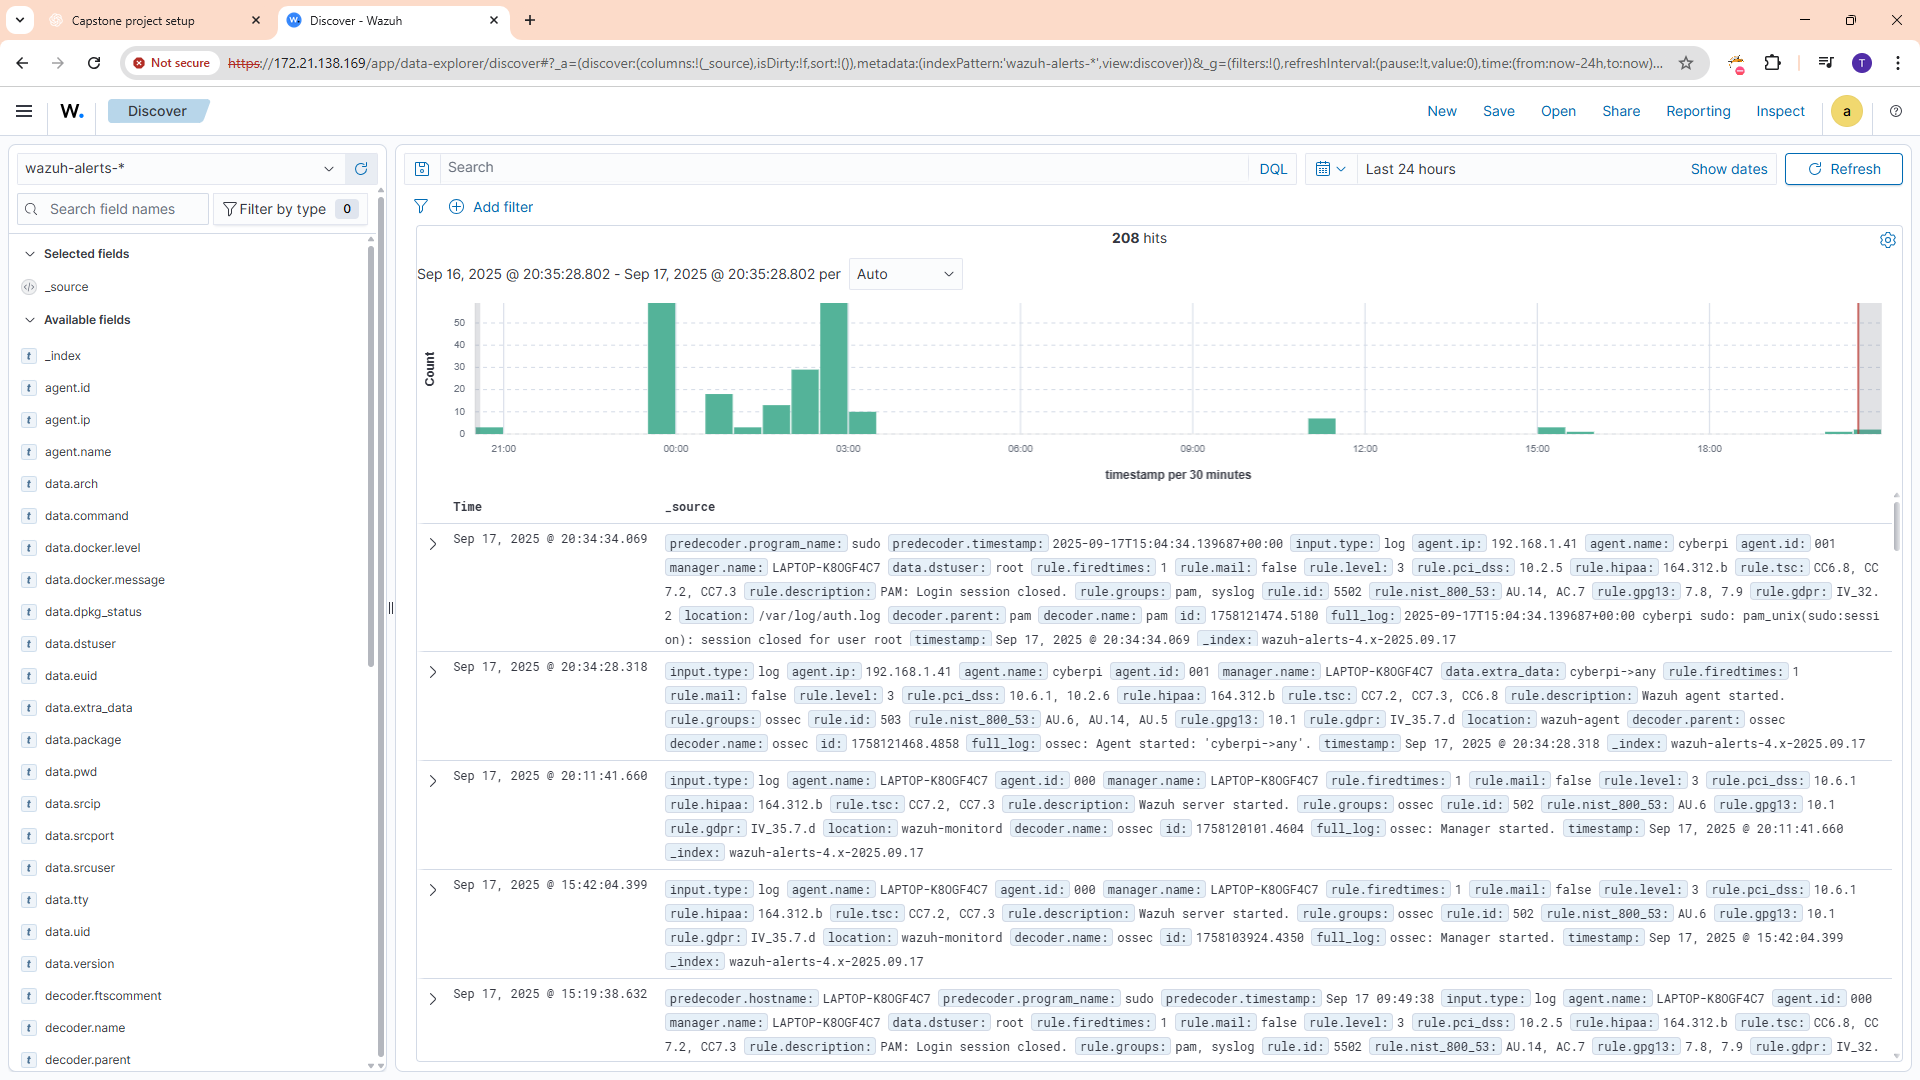 Capstone project setup
Discover - Wazuh
Not secure https://172.21.138.169/app/data-explorer/discover#?_a=(discover:(columns:!(_source),isDirty:!f,sort:!()),metadata:(indexPattern:'wazuh-alerts-*',view:discover))&_g=(filters:!(),refreshInterval:(pause:!t,value:0),time:(from:now-24h,to:now)...
T
W.
Discover
New Save Open Share Reporting Inspect
a
wazuh-alerts-*
Search field names
Filter by type 0
Selected fields
_source
Available fields
t _index
t agent.id
t agent.ip
t agent.name
t data.arch
t data.command
t data.docker.level
t data.docker.message
t data.dpkg_status
t data.dstuser
t data.euid
t data.extra_data
t data.package
t data.pwd
t data.srcip
t data.srcport
t data.srcuser
t data.tty
t data.uid
t data.version
t decoder.ftscomment
t decoder.name
t decoder.parent
Search
DQL
Last 24 hours
Show dates
Refresh
Add filter
208 hits
Sep 16, 2025 @ 20:35:28.802 - Sep 17, 2025 @ 20:35:28.802 per
Auto
Count
50
40
30
20
10
0
21:00 00:00 03:00 06:00 09:00 12:00 15:00 18:00
timestamp per 30 minutes
Time _source
Sep 17, 2025 @ 20:34:34.069
predecoder.program_name: sudo predecoder.timestamp: 2025-09-17T15:04:34.139687+00:00 input.type: log agent.ip: 192.168.1.41 agent.name: cyberpi agent.id: 001
manager.name: LAPTOP-K8OGF4C7 data.dstuser: root rule.firedtimes: 1 rule.mail: false rule.level: 3 rule.pci_dss: 10.2.5 rule.hipaa: 164.312.b rule.tsc: CC6.8, CC
7.2, CC7.3 rule.description: PAM: Login session closed. rule.groups: pam, syslog rule.id: 5502 rule.nist_800_53: AU.14, AC.7 rule.gpg13: 7.8, 7.9 rule.gdpr: IV_32.
2 location: /var/log/auth.log decoder.parent: pam decoder.name: pam id: 1758121474.5180 full_log: 2025-09-17T15:04:34.139687+00:00 cyberpi sudo: pam_unix(sudo:sessi
on): session closed for user root timestamp: Sep 17, 2025 @ 20:34:34.069 _index: wazuh-alerts-4.x-2025.09.17
Sep 17, 2025 @ 20:34:28.318
input.type: log agent.ip: 192.168.1.41 agent.name: cyberpi agent.id: 001 manager.name: LAPTOP-K8OGF4C7 data.extra_data: cyberpi->any rule.firedtimes: 1
rule.mail: false rule.level: 3 rule.pci_dss: 10.6.1, 10.2.6 rule.hipaa: 164.312.b rule.tsc: CC7.2, CC7.3, CC6.8 rule.description: Wazuh agent started.
rule.groups: ossec rule.id: 503 rule.nist_800_53: AU.6, AU.14, AU.5 rule.gpg13: 10.1 rule.gdpr: IV_35.7.d location: wazuh-agent decoder.parent: ossec
decoder.name: ossec id: 1758121468.4858 full_log: ossec: Agent started: 'cyberpi->any'. timestamp: Sep 17, 2025 @ 20:34:28.318 _index: wazuh-alerts-4.x-2025.09.17
Sep 17, 2025 @ 20:11:41.660
input.type: log agent.name: LAPTOP-K8OGF4C7 agent.id: 000 manager.name: LAPTOP-K8OGF4C7 rule.firedtimes: 1 rule.mail: false rule.level: 3 rule.pci_dss: 10.6.1
rule.hipaa: 164.312.b rule.tsc: CC7.2, CC7.3 rule.description: Wazuh server started. rule.groups: ossec rule.id: 502 rule.nist_800_53: AU.6 rule.gpg13: 10.1
rule.gdpr: IV_35.7.d location: wazuh-monitord decoder.name: ossec id: 1758120101.4604 full_log: ossec: Manager started. timestamp: Sep 17, 2025 @ 20:11:41.660
_index: wazuh-alerts-4.x-2025.09.17
Sep 17, 2025 @ 15:42:04.399
input.type: log agent.name: LAPTOP-K8OGF4C7 agent.id: 000 manager.name: LAPTOP-K8OGF4C7 rule.firedtimes: 1 rule.mail: false rule.level: 3 rule.pci_dss: 10.6.1
rule.hipaa: 164.312.b rule.tsc: CC7.2, CC7.3 rule.description: Wazuh server started. rule.groups: ossec rule.id: 502 rule.nist_800_53: AU.6 rule.gpg13: 10.1
rule.gdpr: IV_35.7.d location: wazuh-monitord decoder.name: ossec id: 1758103924.4350 full_log: ossec: Manager started. timestamp: Sep 17, 2025 @ 15:42:04.399
_index: wazuh-alerts-4.x-2025.09.17
Sep 17, 2025 @ 15:19:38.632
predecoder.hostname: LAPTOP-K8OGF4C7 predecoder.program_name: sudo predecoder.timestamp: Sep 17 09:49:38 input.type: log agent.name: LAPTOP-K8OGF4C7 agent.id: 000
manager.name: LAPTOP-K8OGF4C7 data.dstuser: root rule.firedtimes: 1 rule.mail: false rule.level: 3 rule.pci_dss: 10.2.5 rule.hipaa: 164.312.b rule.tsc: CC6.8, CC
7.2, CC7.3 rule.description: PAM: Login session closed. rule.groups: pam, syslog rule.id: 5502 rule.nist_800_53: AU.14, AC.7 rule.gpg13: 7.8, 7.9 rule.gdpr: IV_32.